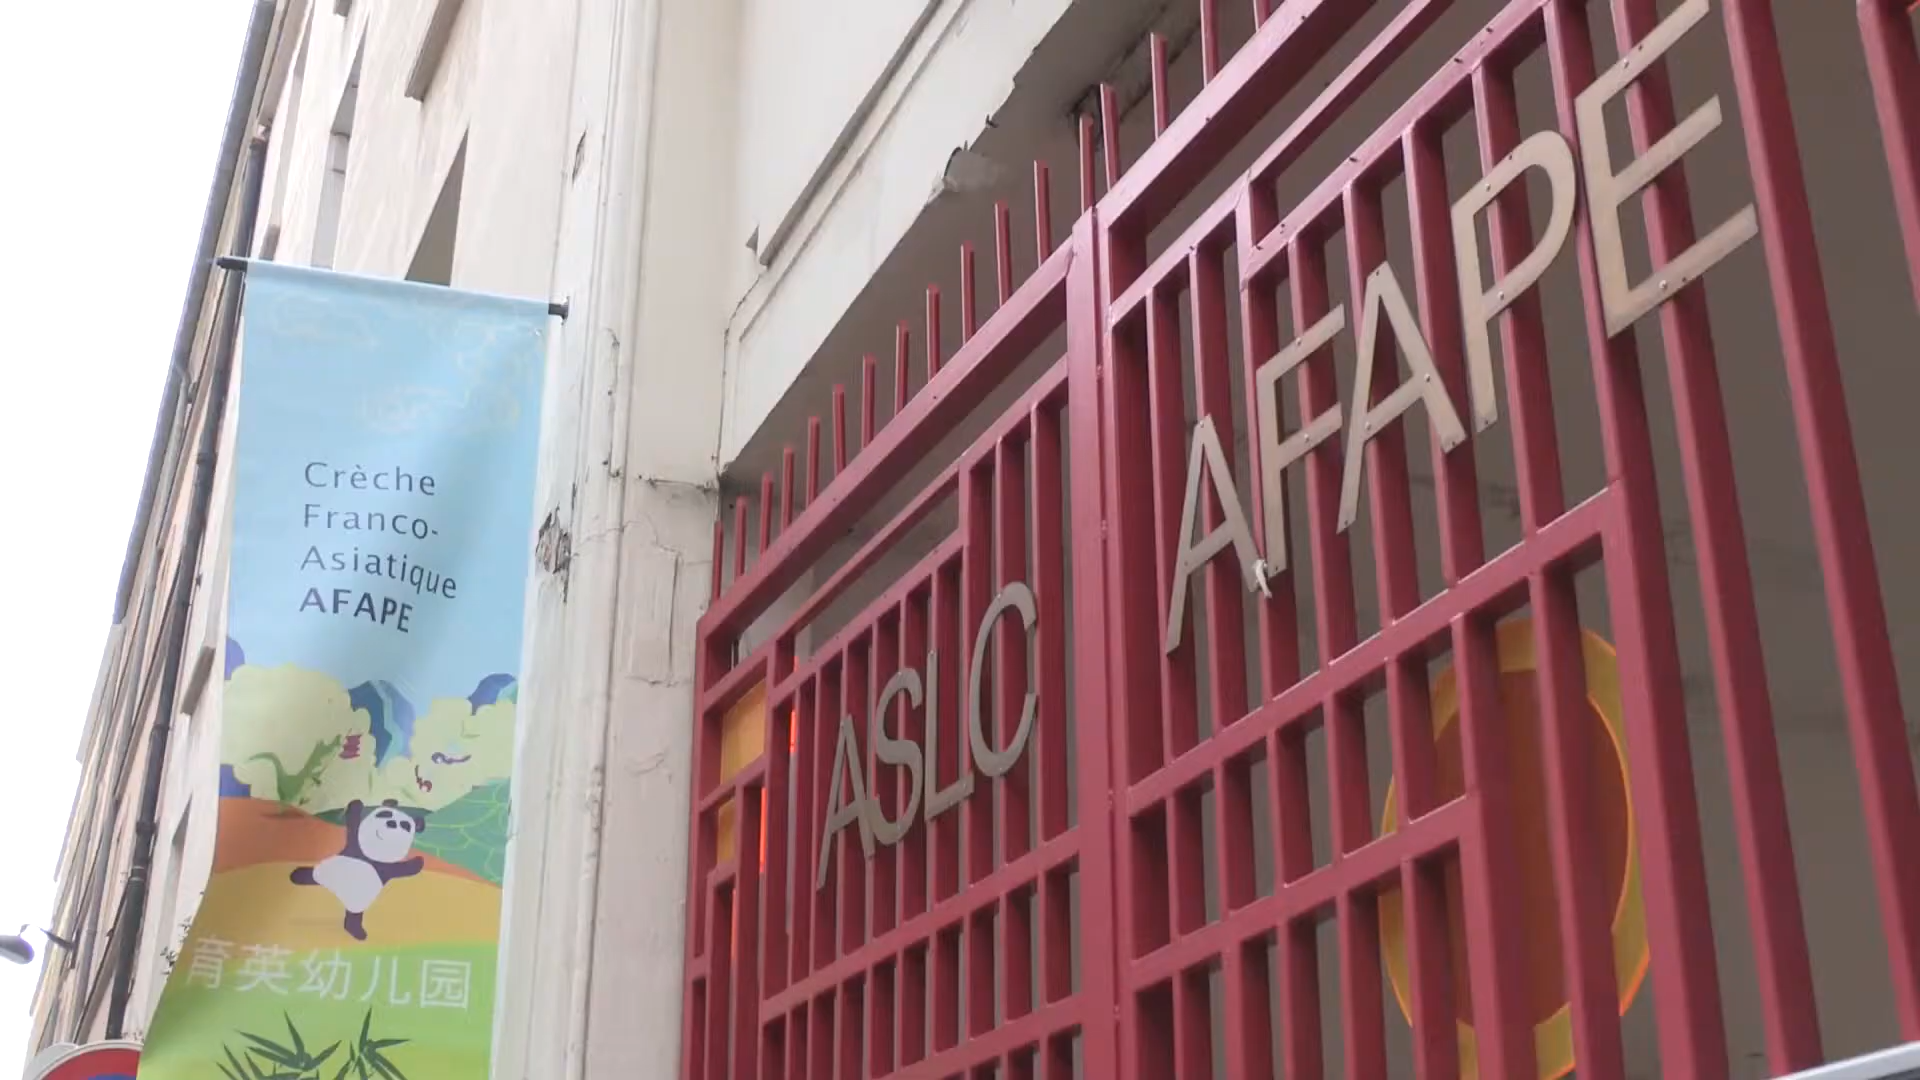 Crèche
Franco-
Asiatique
AFAPE
育英幼儿园
ASLC
AFAPE